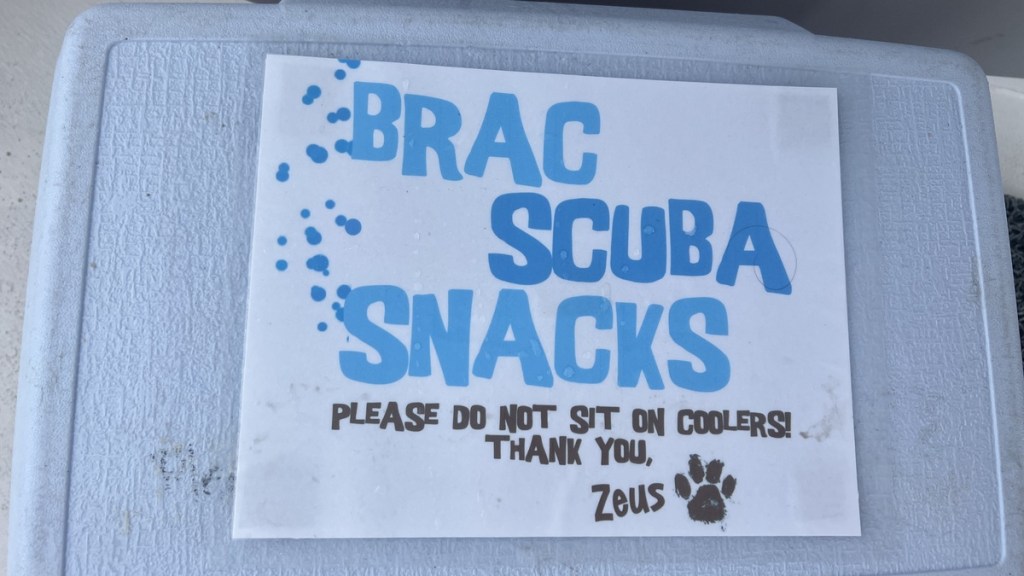 BRAC
SCUBA
SNACKS
PLEASE DO NOT SIT ON COOLERS!
THANK YOU,
Zeus